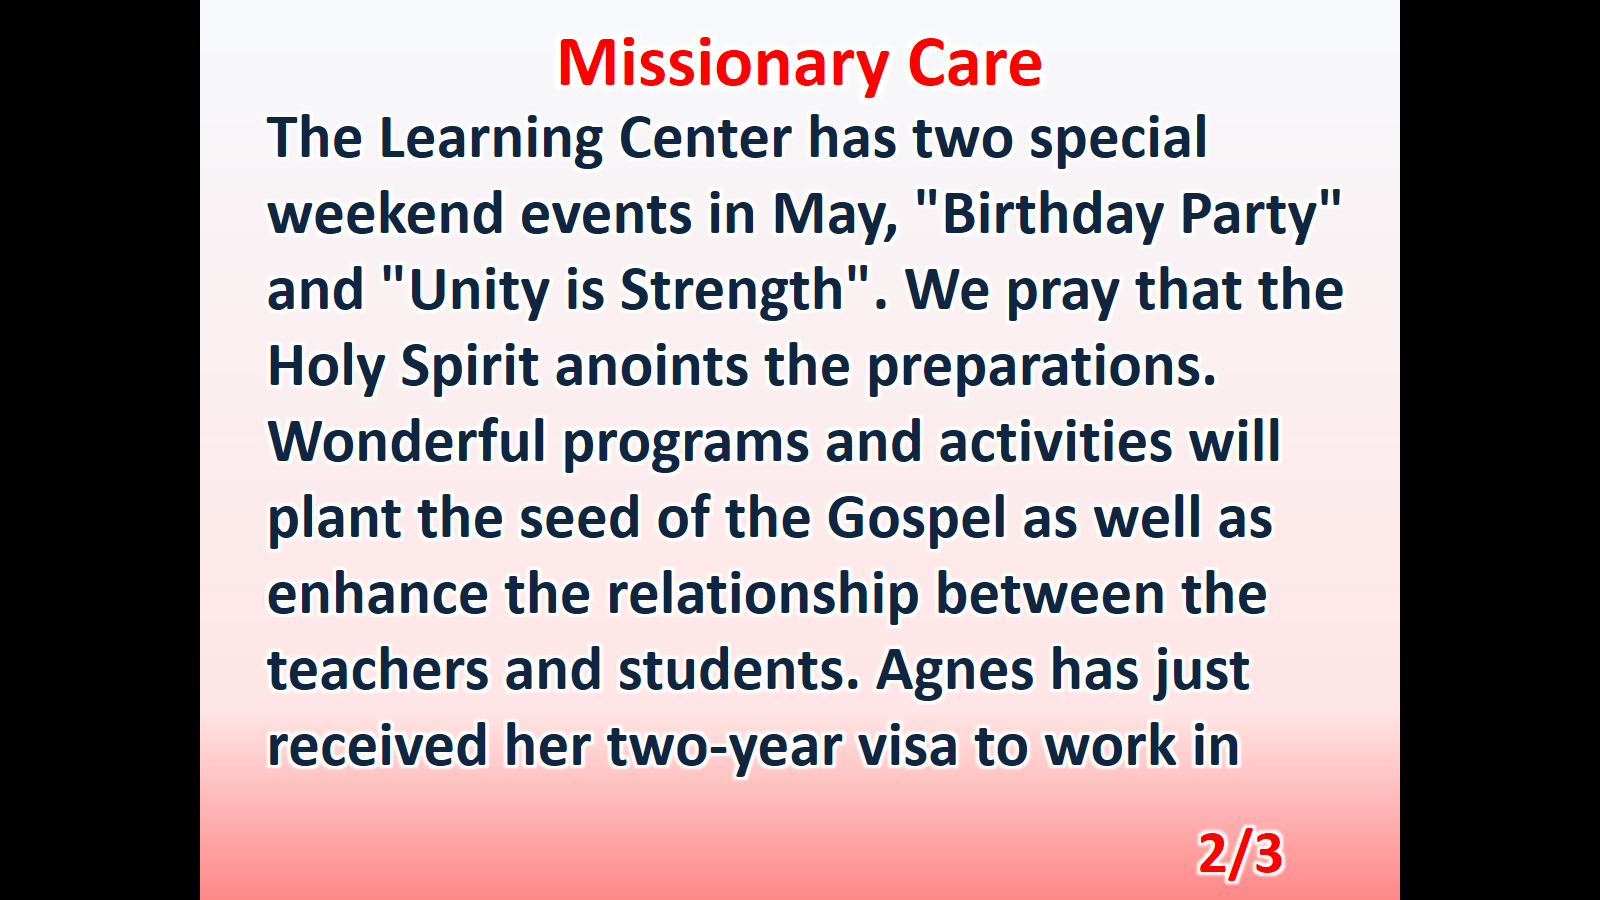 Missionary Care
The Learning Center has two special
weekend events in May, "Birthday Party"
and "Unity is Strength". We pray that the
Holy Spirit anoints the preparations.
Wonderful programs and activities will
plant the seed of the Gospel as well as
enhance the relationship between the
teachers and students. Agnes has just
received her two-year visa to work in
2/3